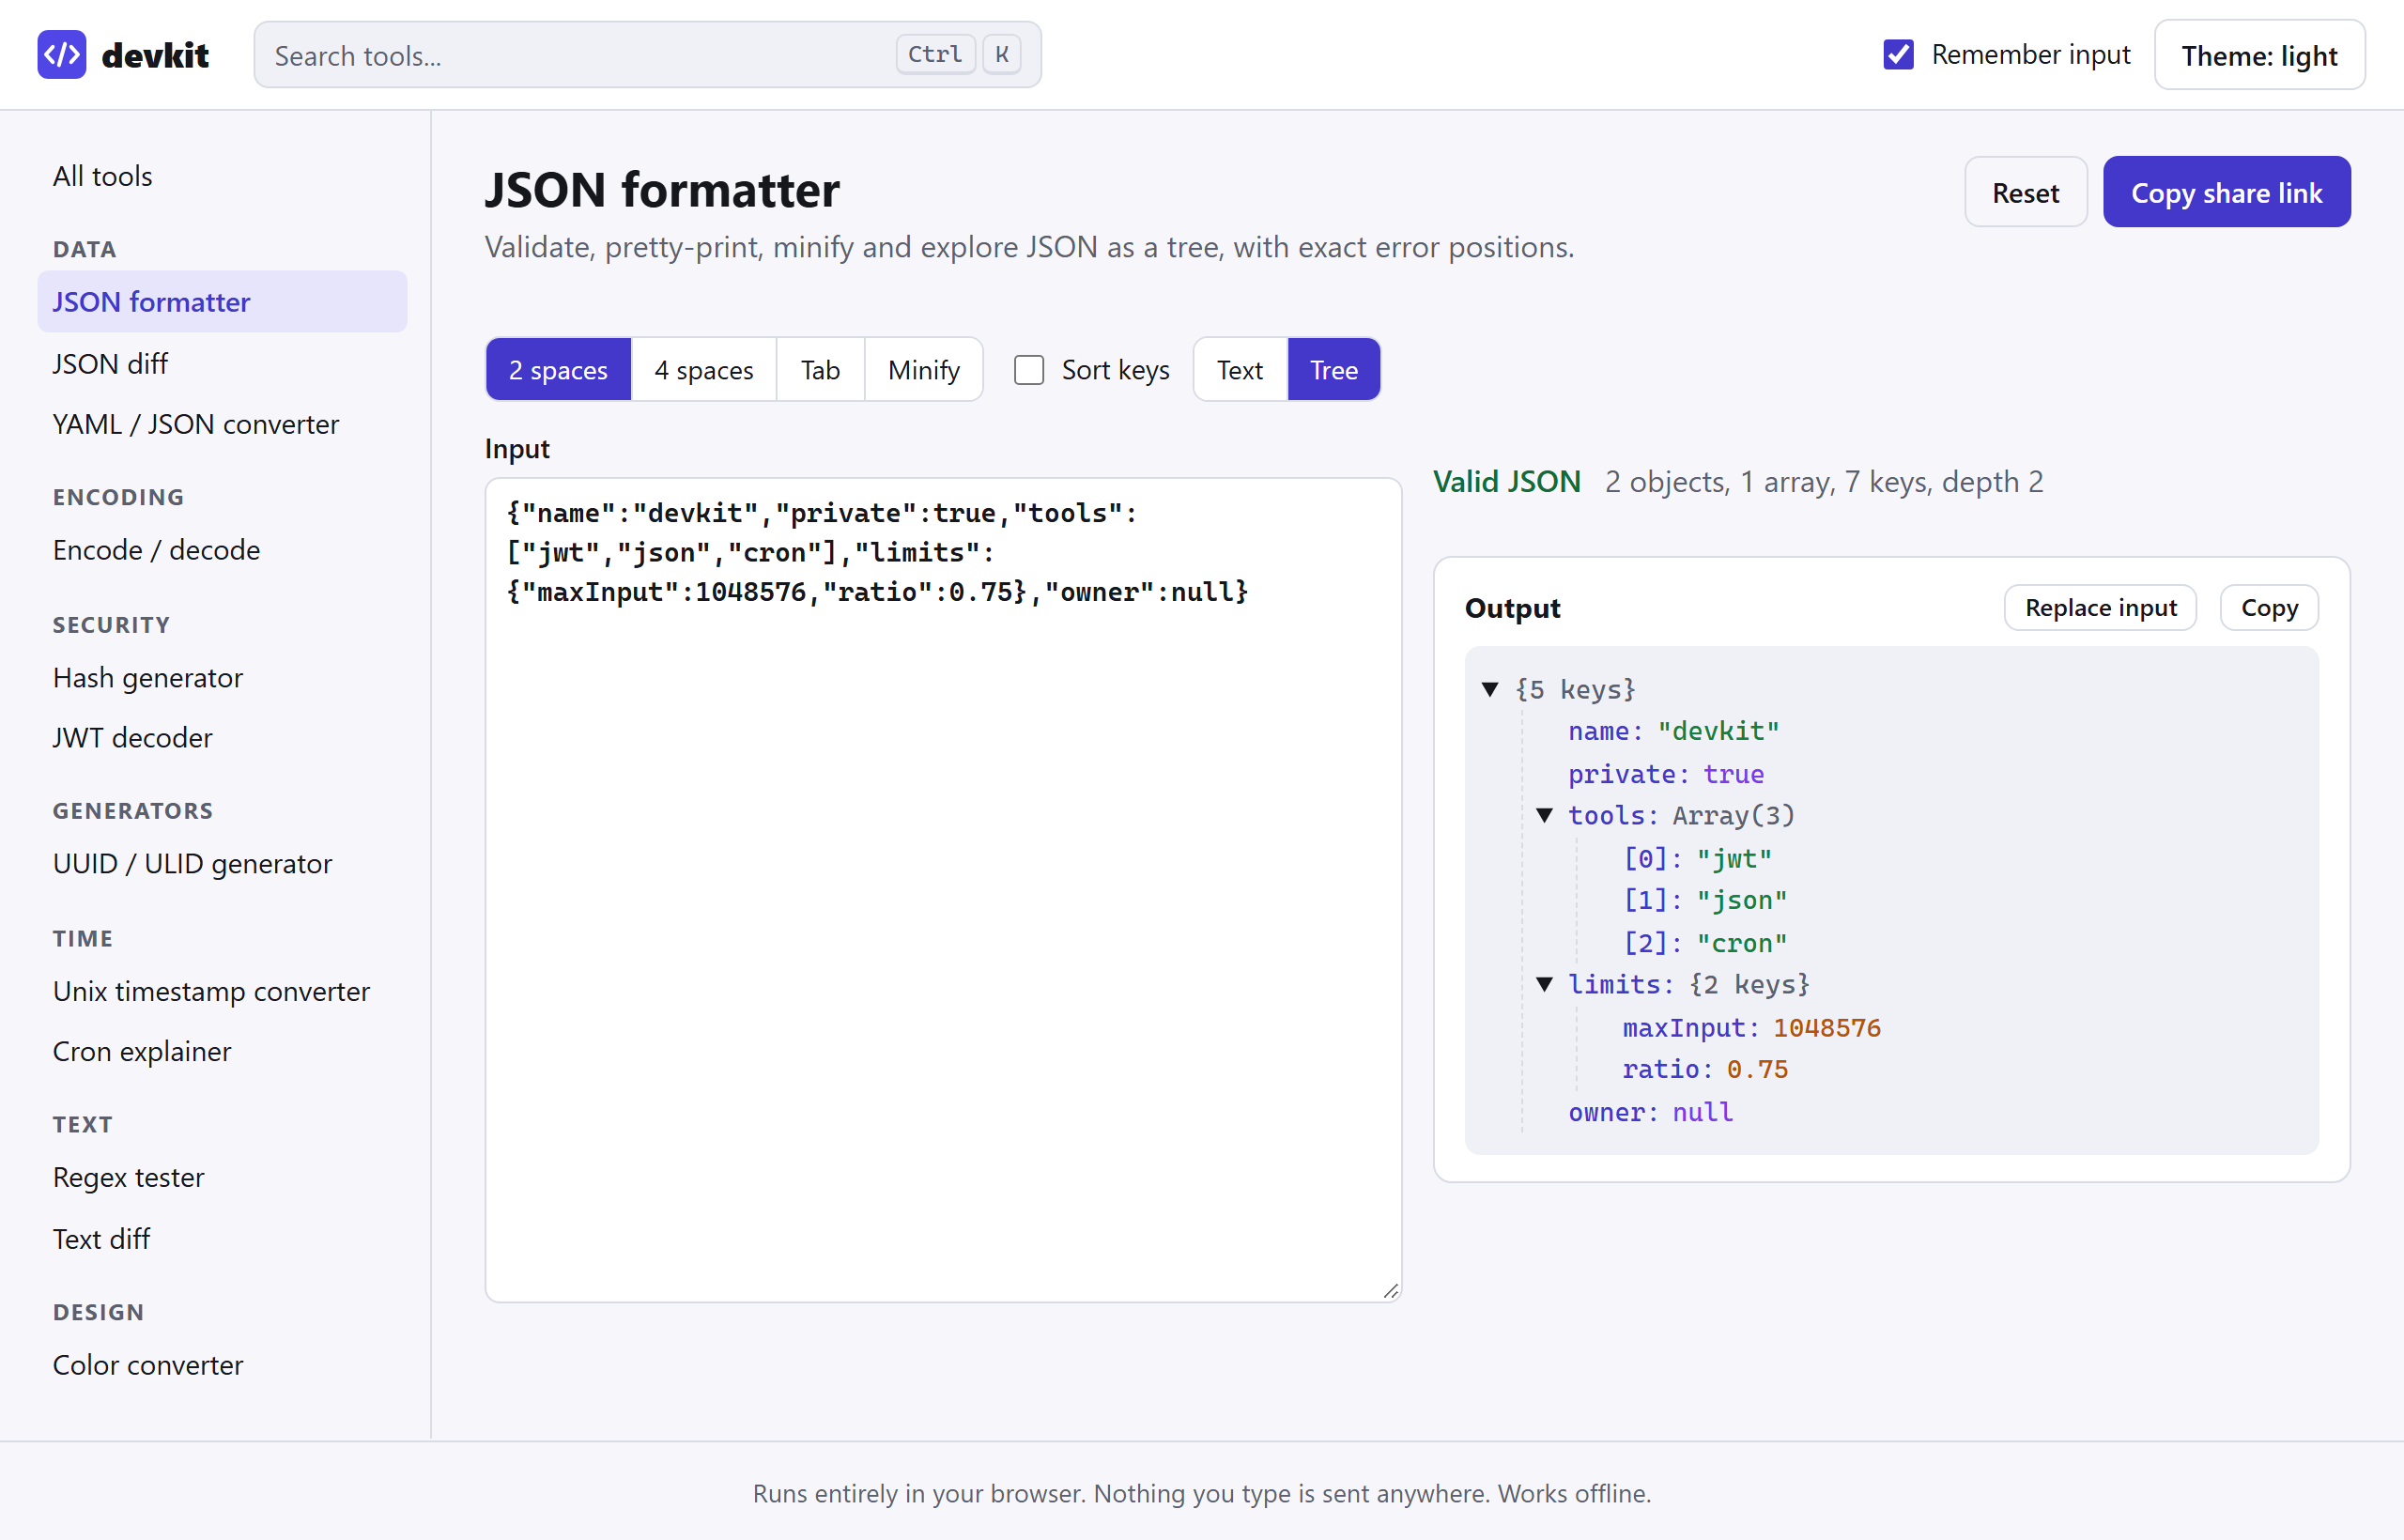 devkit
Search tools...
Ctrl K
Remember input
Theme: light
All tools
DATA
JSON formatter
JSON diff
YAML / JSON converter
ENCODING
Encode / decode
SECURITY
Hash generator
JWT decoder
GENERATORS
UUID / ULID generator
TIME
Unix timestamp converter
Cron explainer
TEXT
Regex tester
Text diff
DESIGN
Color converter
JSON formatter
Reset
Copy share link
Validate, pretty-print, minify and explore JSON as a tree, with exact error positions.
2 spaces
4 spaces
Tab
Minify
Sort keys
Text
Tree
Input
{"name":"devkit","private":true,"tools":
["jwt","json","cron"],"limits":
{"maxInput":1048576,"ratio":0.75},"owner":null}
Valid JSON 2 objects, 1 array, 7 keys, depth 2
Output
Replace input
Copy
{5 keys}
name: "devkit"
private: true
tools: Array(3)
[0]: "jwt"
[1]: "json"
[2]: "cron"
limits: {2 keys}
maxInput: 1048576
ratio: 0.75
owner: null
Runs entirely in your browser. Nothing you type is sent anywhere. Works offline.